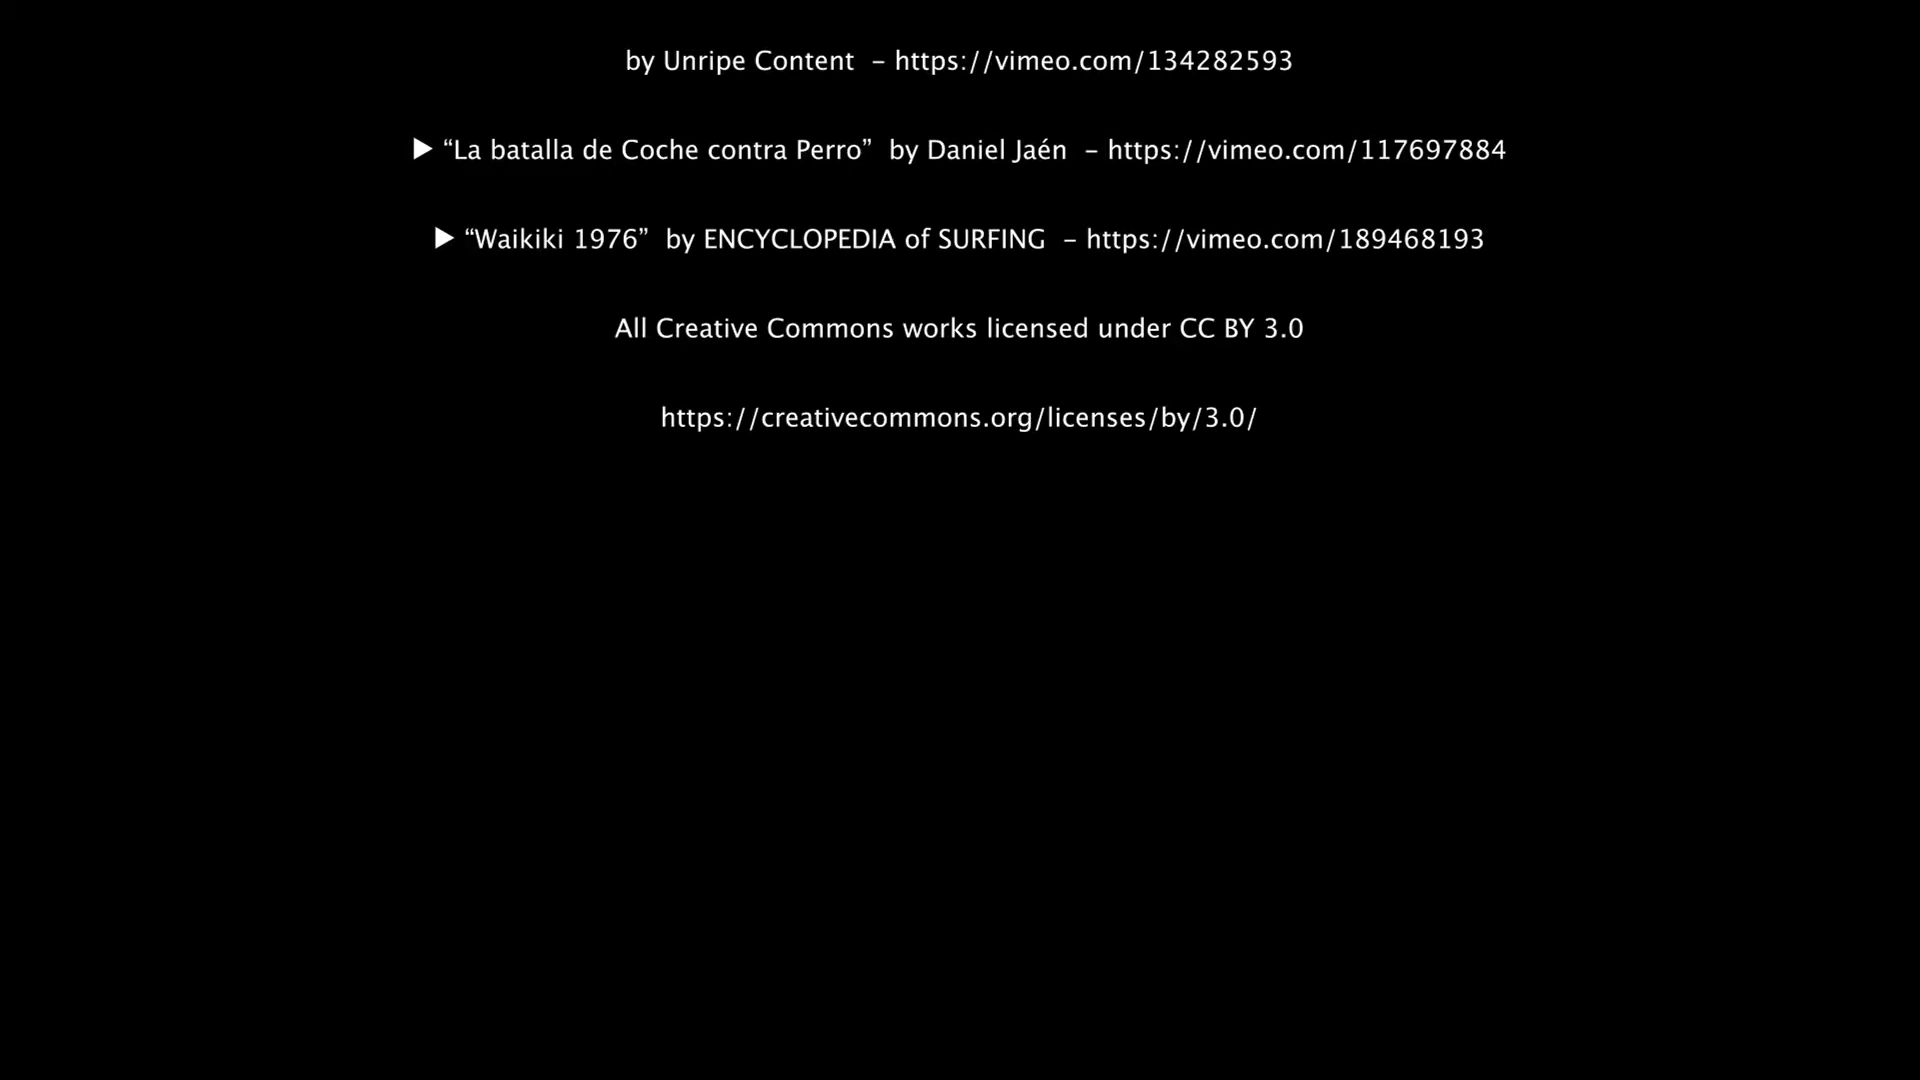 by Unripe Content  – https://vimeo.com/134282593
▶ “La batalla de Coche contra Perro”  by Daniel Jaén  – https://vimeo.com/117697884
▶ “Waikiki 1976”  by ENCYCLOPEDIA of SURFING  – https://vimeo.com/189468193
All Creative Commons works licensed under CC BY 3.0
https://creativecommons.org/licenses/by/3.0/